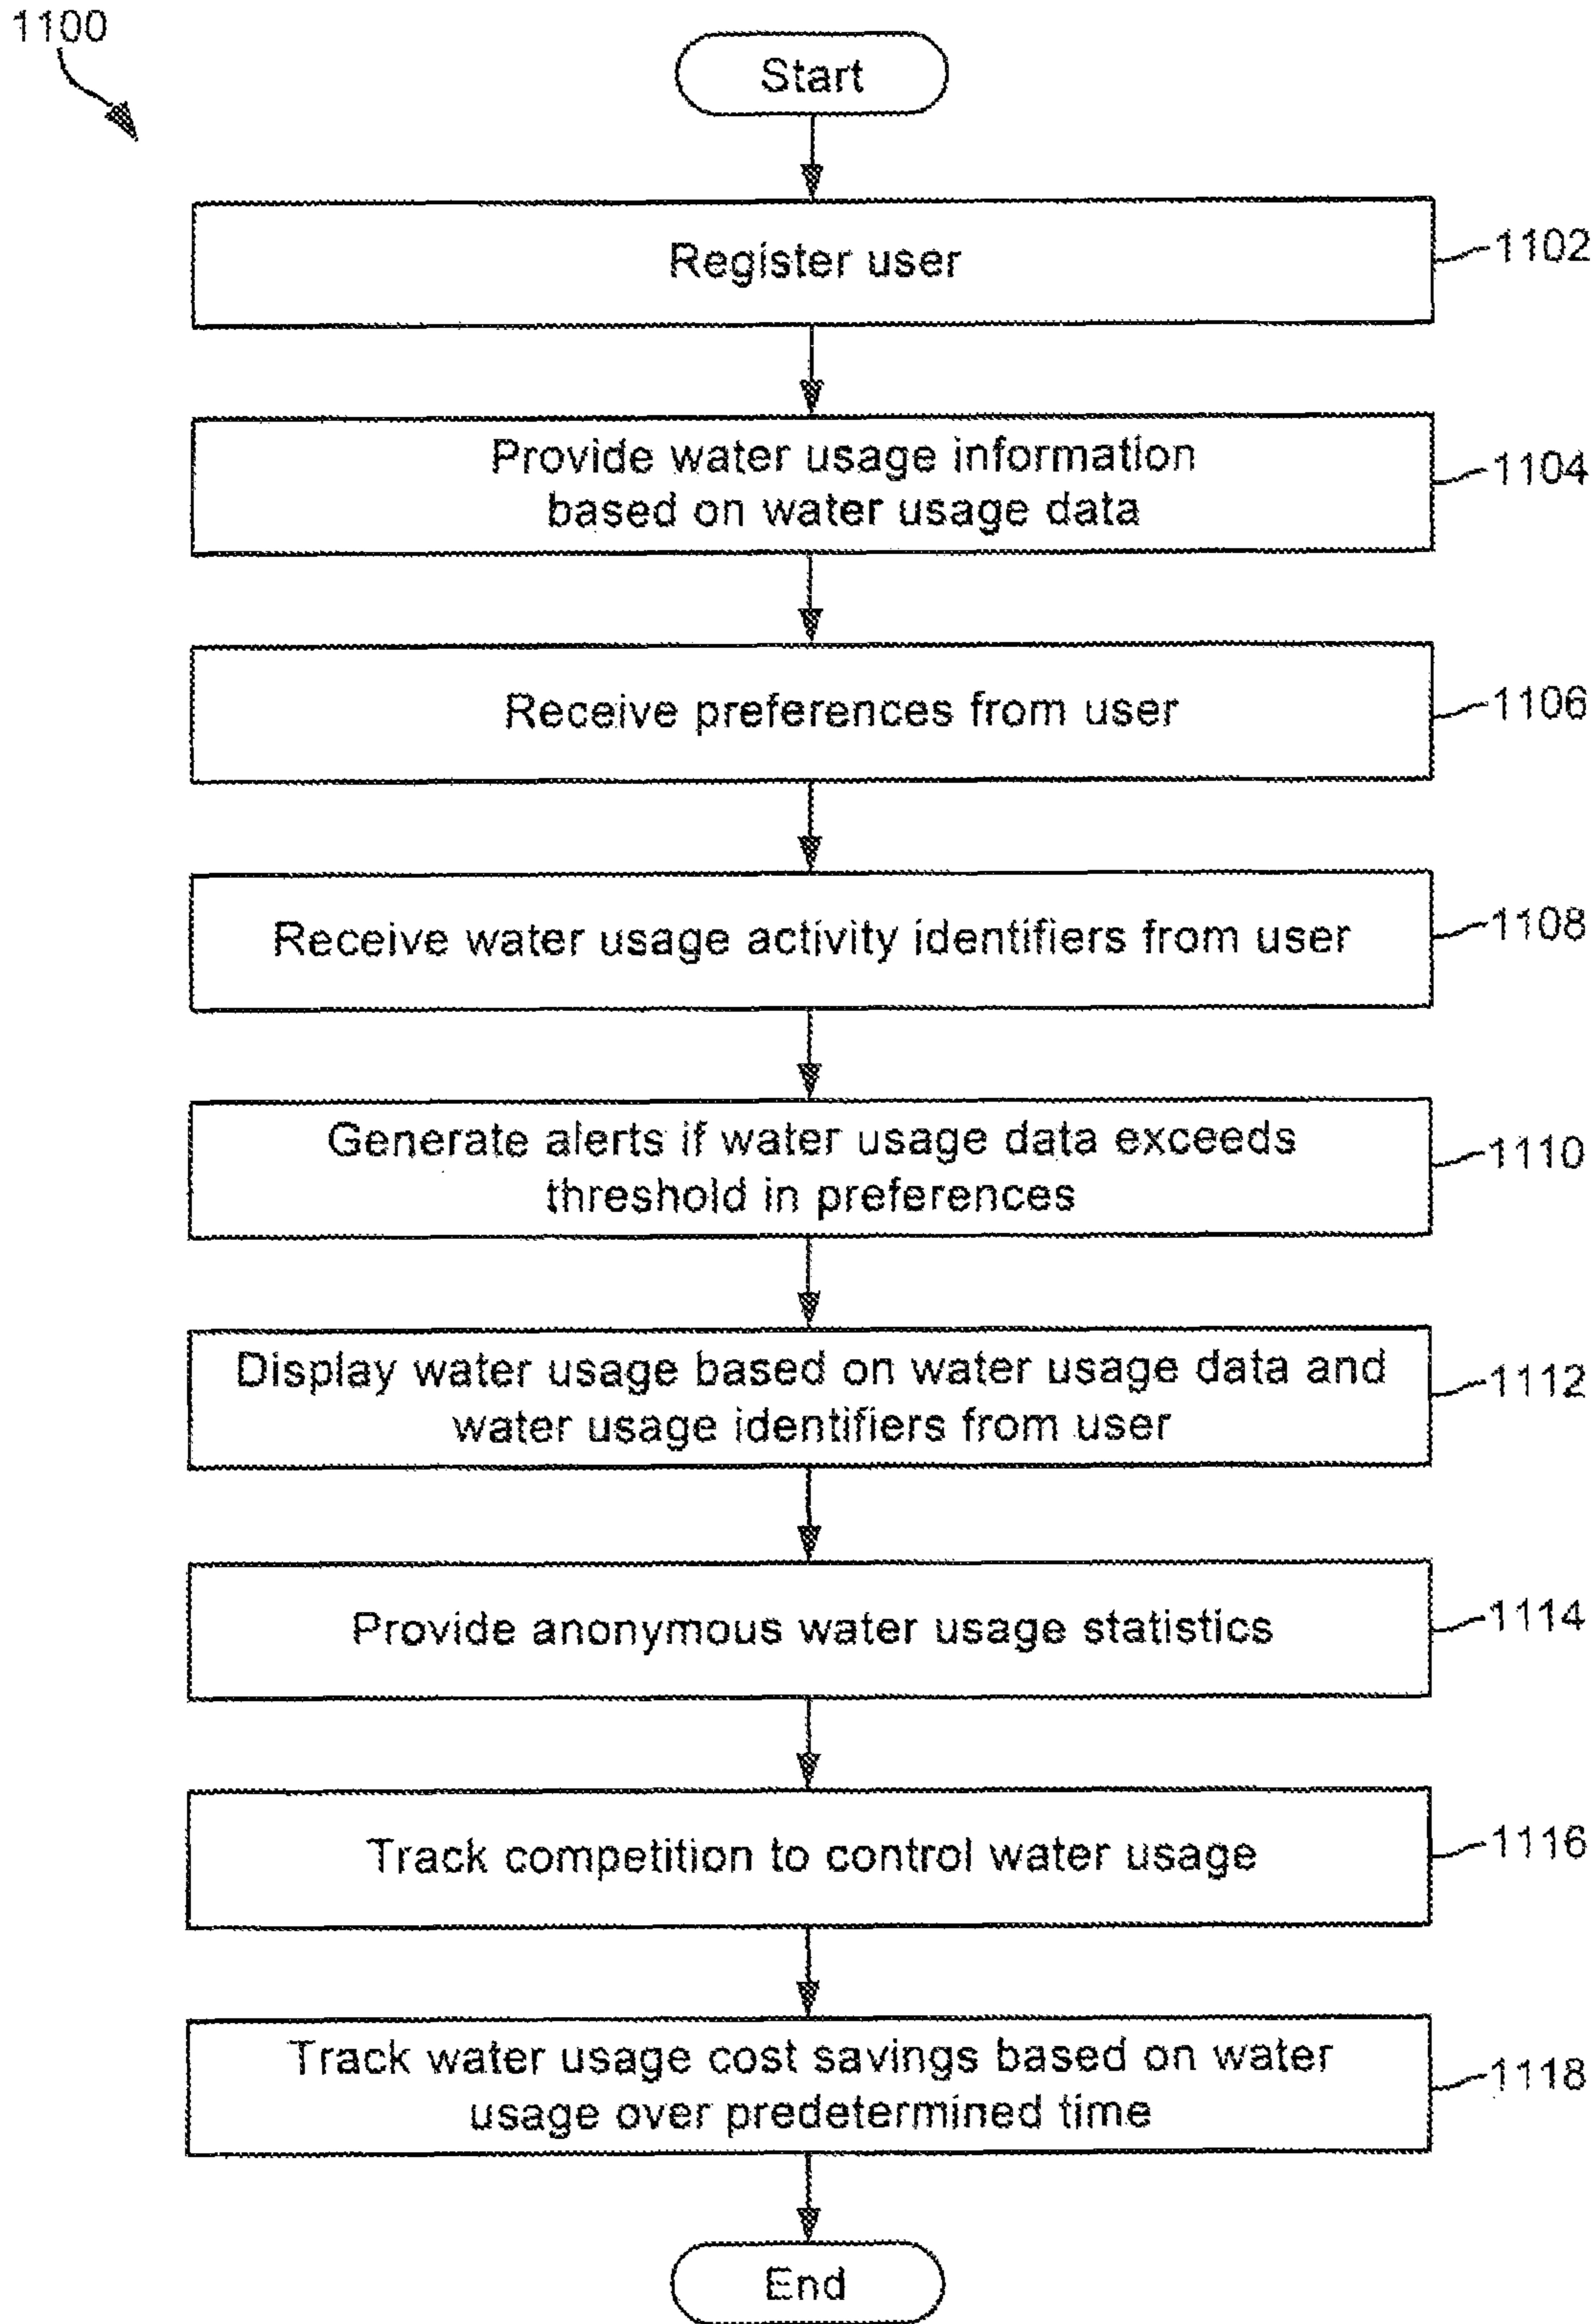 1100
Start
Register user
1102
Provide water usage information
based on water usage data
1104
Receive preferences from user
1106
Receive water usage activity identifiers from user
1108
Generate alerts if water usage data exceeds
threshold in preferences
1110
Display water usage based on water usage data and
water usage identifiers from user
1112
Provide anonymous water usage statistics
1114
Track competition to control water usage
1116
Track water usage cost savings based on water
usage over predetermined time
1118
End